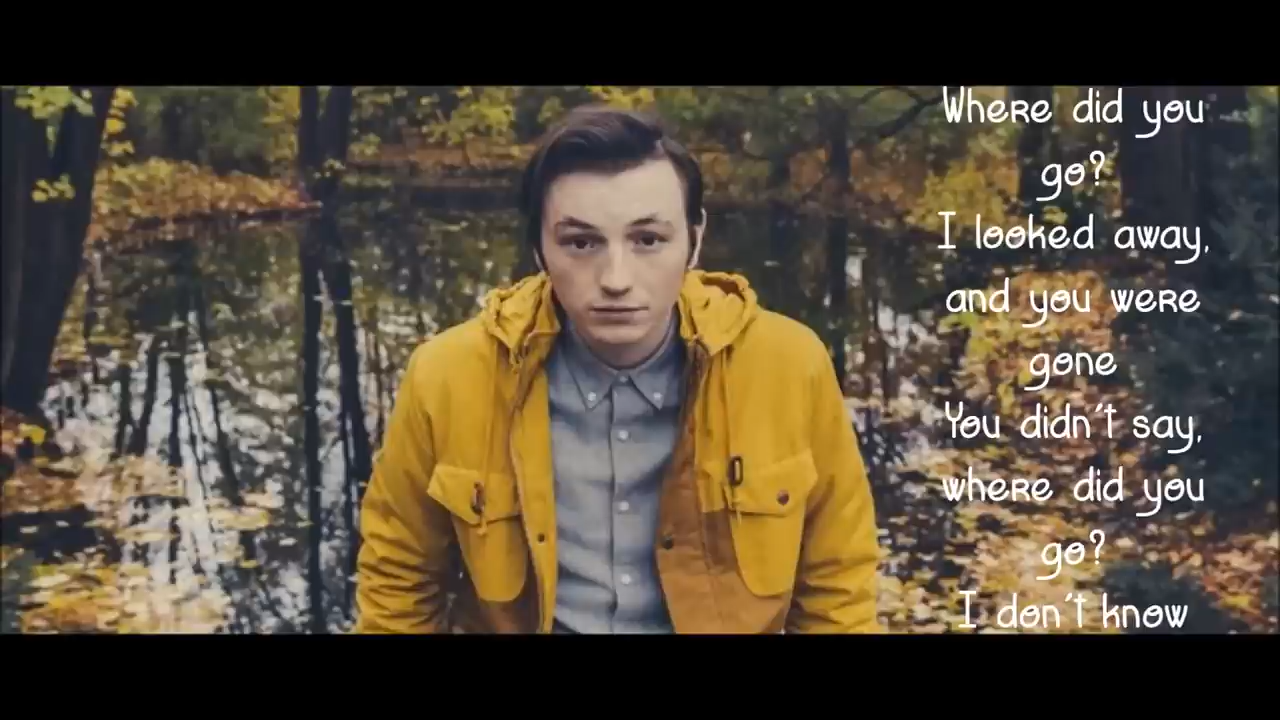 Where did you
go?
I looked away,
and you were
gone
You didn't say,
where did you
go?
I don't know